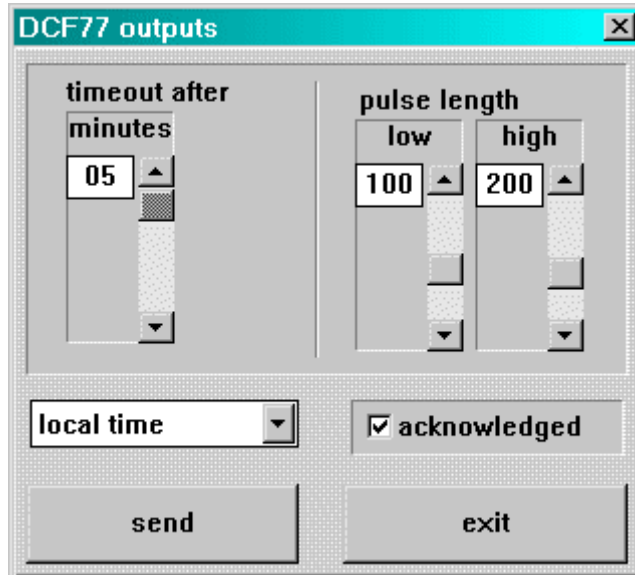 DCF77 outputs
timeout after
minutes
05
pulse length
low high
100 200
local time
acknowledged
send exit